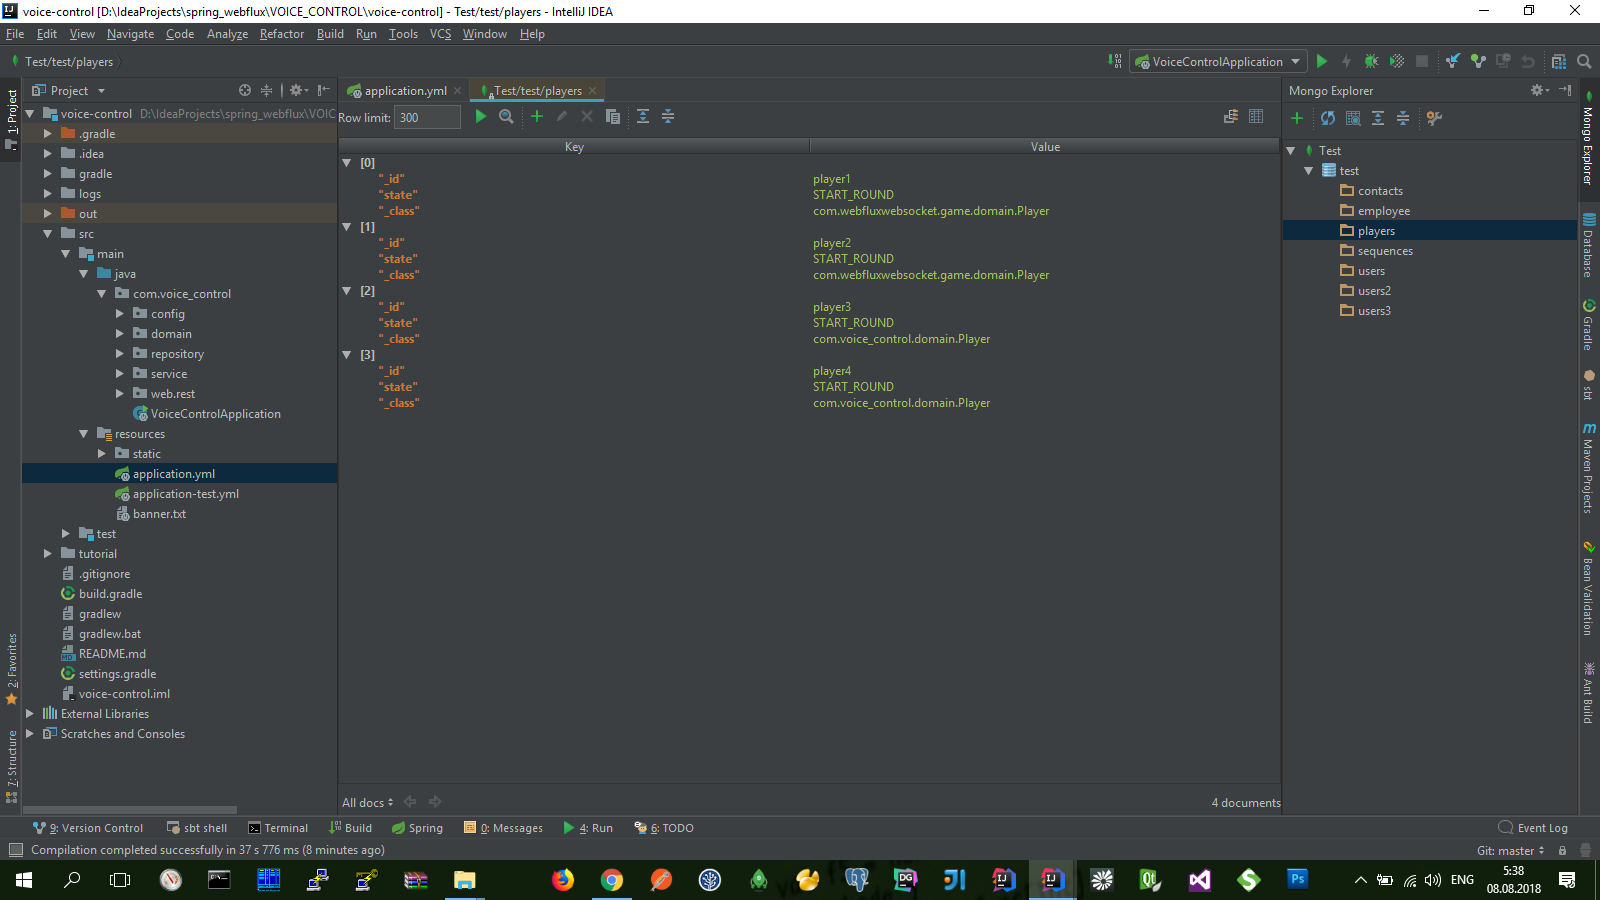 voice-control [D:\IdeaProjects\spring_webflux\VOICE_CONTROL\voice-control] - Test/test/players - IntelliJ IDEA
File Edit View Navigate Code Analyze Refactor Build Run Tools VCS Window Help
Test/test/players
VoiceControlApplication
1: Project
2: Favorites
7: Structure
Project
voice-control D:\IdeaProjects\spring_webflux\VOIC
.gradle
.idea
gradle
logs
out
src
main
java
com.voice_control
config
domain
repository
service
web.rest
VoiceControlApplication
resources
static
application.yml
application-test.yml
banner.txt
test
tutorial
.gitignore
build.gradle
gradlew
gradlew.bat
README.md
settings.gradle
voice-control.iml
External Libraries
Scratches and Consoles
application.yml
Test/test/players
Row limit: 300
Key Value
[0]
"_id" player1
"state" START_ROUND
"_class" com.webfluxwebsocket.game.domain.Player
[1]
"_id" player2
"state" START_ROUND
"_class" com.webfluxwebsocket.game.domain.Player
[2]
"_id" player3
"state" START_ROUND
"_class" com.voice_control.domain.Player
[3]
"_id" player4
"state" START_ROUND
"_class" com.voice_control.domain.Player
All docs
4 documents
Mongo Explorer
Test
test
contacts
employee
players
sequences
users
users2
users3
Mongo Explorer
Database
Gradle
sbt
Maven Projects
Bean Validation
Ant Build
9: Version Control sbt shell Terminal Build Spring 0: Messages 4: Run 6: TODO Event Log
Compilation completed successfully in 37 s 776 ms (8 minutes ago) Git: master
ENG
5:38
08.08.2018